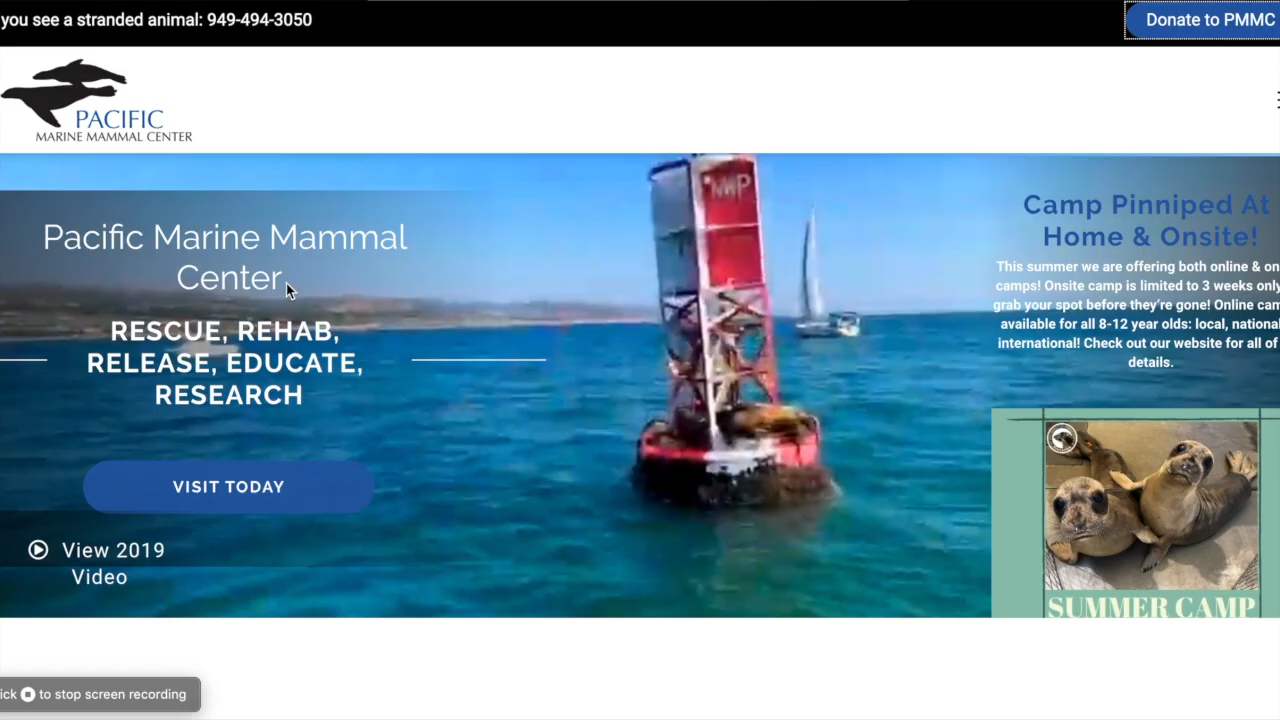 you see a stranded animal: 949-494-3050
Donate to PMMC
PACIFIC
MARINE MAMMAL CENTER
Pacific Marine Mammal
Center
RESCUE, REHAB,
RELEASE, EDUCATE,
RESEARCH
VISIT TODAY
View 2019
Video
NWP
Camp Pinniped At
Home & Onsite!
This summer we are offering both online & on
camps! Onsite camp is limited to 3 weeks only
grab your spot before they're gone! Online cam
available for all 8-12 year olds: local, national
international! Check out our website for all of
details.
SUMMER CAMP
ick to stop screen recording